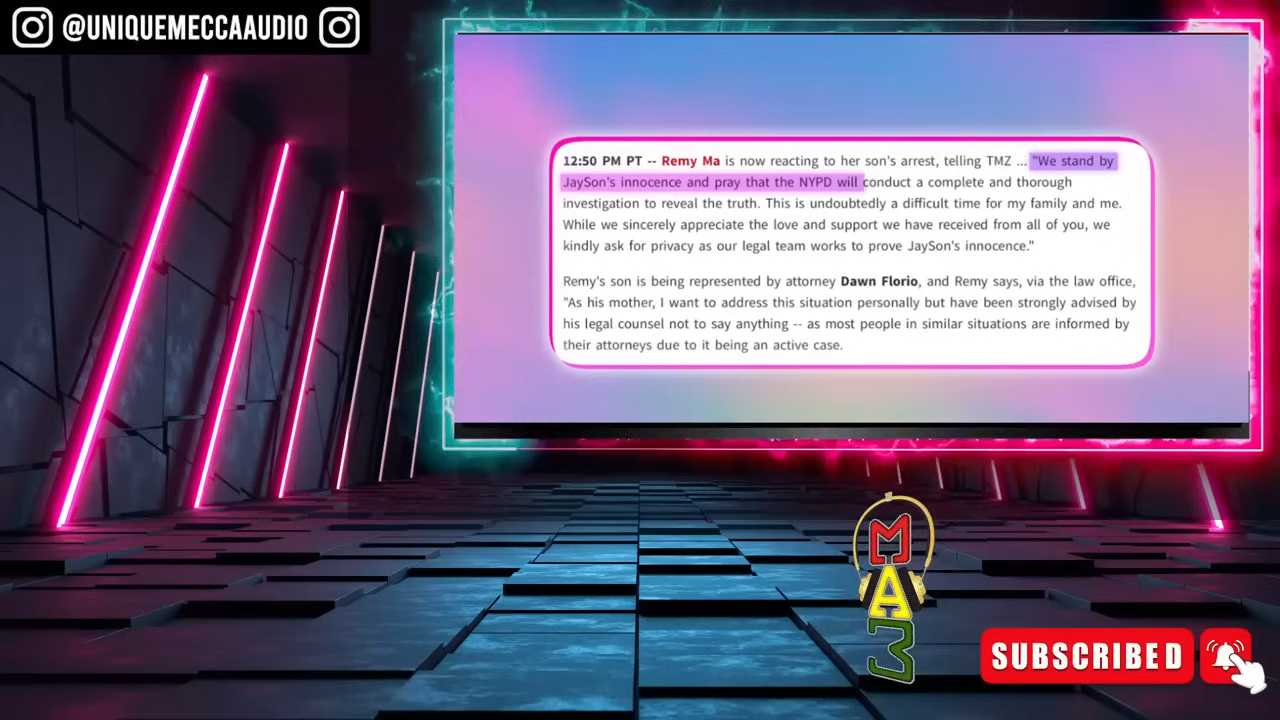 @UNIQUEMECCAAUDIO
12:50 PM PT -- Remy Ma is now reacting to her son's arrest, telling TMZ ... "We stand by
JaySon's innocence and pray that the NYPD will conduct a complete and thorough
investigation to reveal the truth. This is undoubtedly a difficult time for my family and me.
While we sincerely appreciate the love and support we have received from all of you, we
kindly ask for privacy as our legal team works to prove JaySon's innocence."
Remy's son is being represented by attorney Dawn Florio, and Remy says, via the law office,
"As his mother, I want to address this situation personally but have been strongly advised by
his legal counsel not to say anything -- as most people in similar situations are informed by
their attorneys due to it being an active case.
M
A
3
SUBSCRIBED